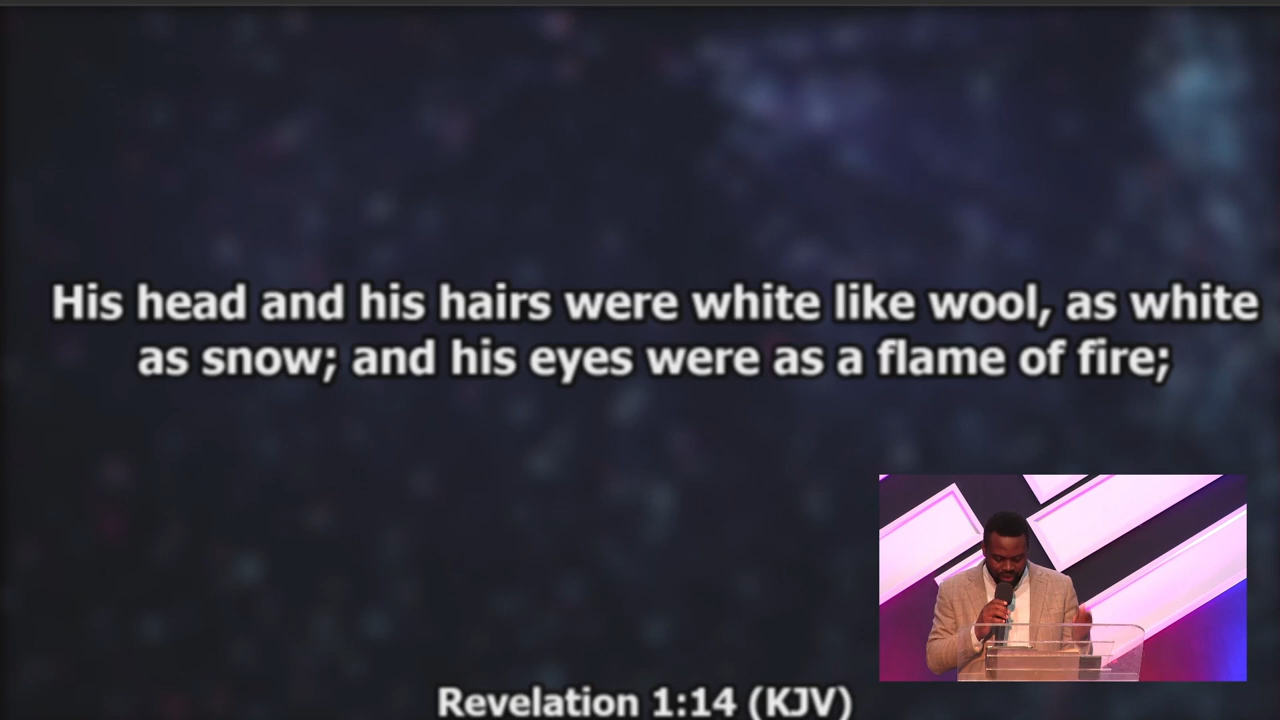 His head and his hairs were white like wool, as white
as snow; and his eyes were as a flame of fire;
Revelation 1:14 (KJV)